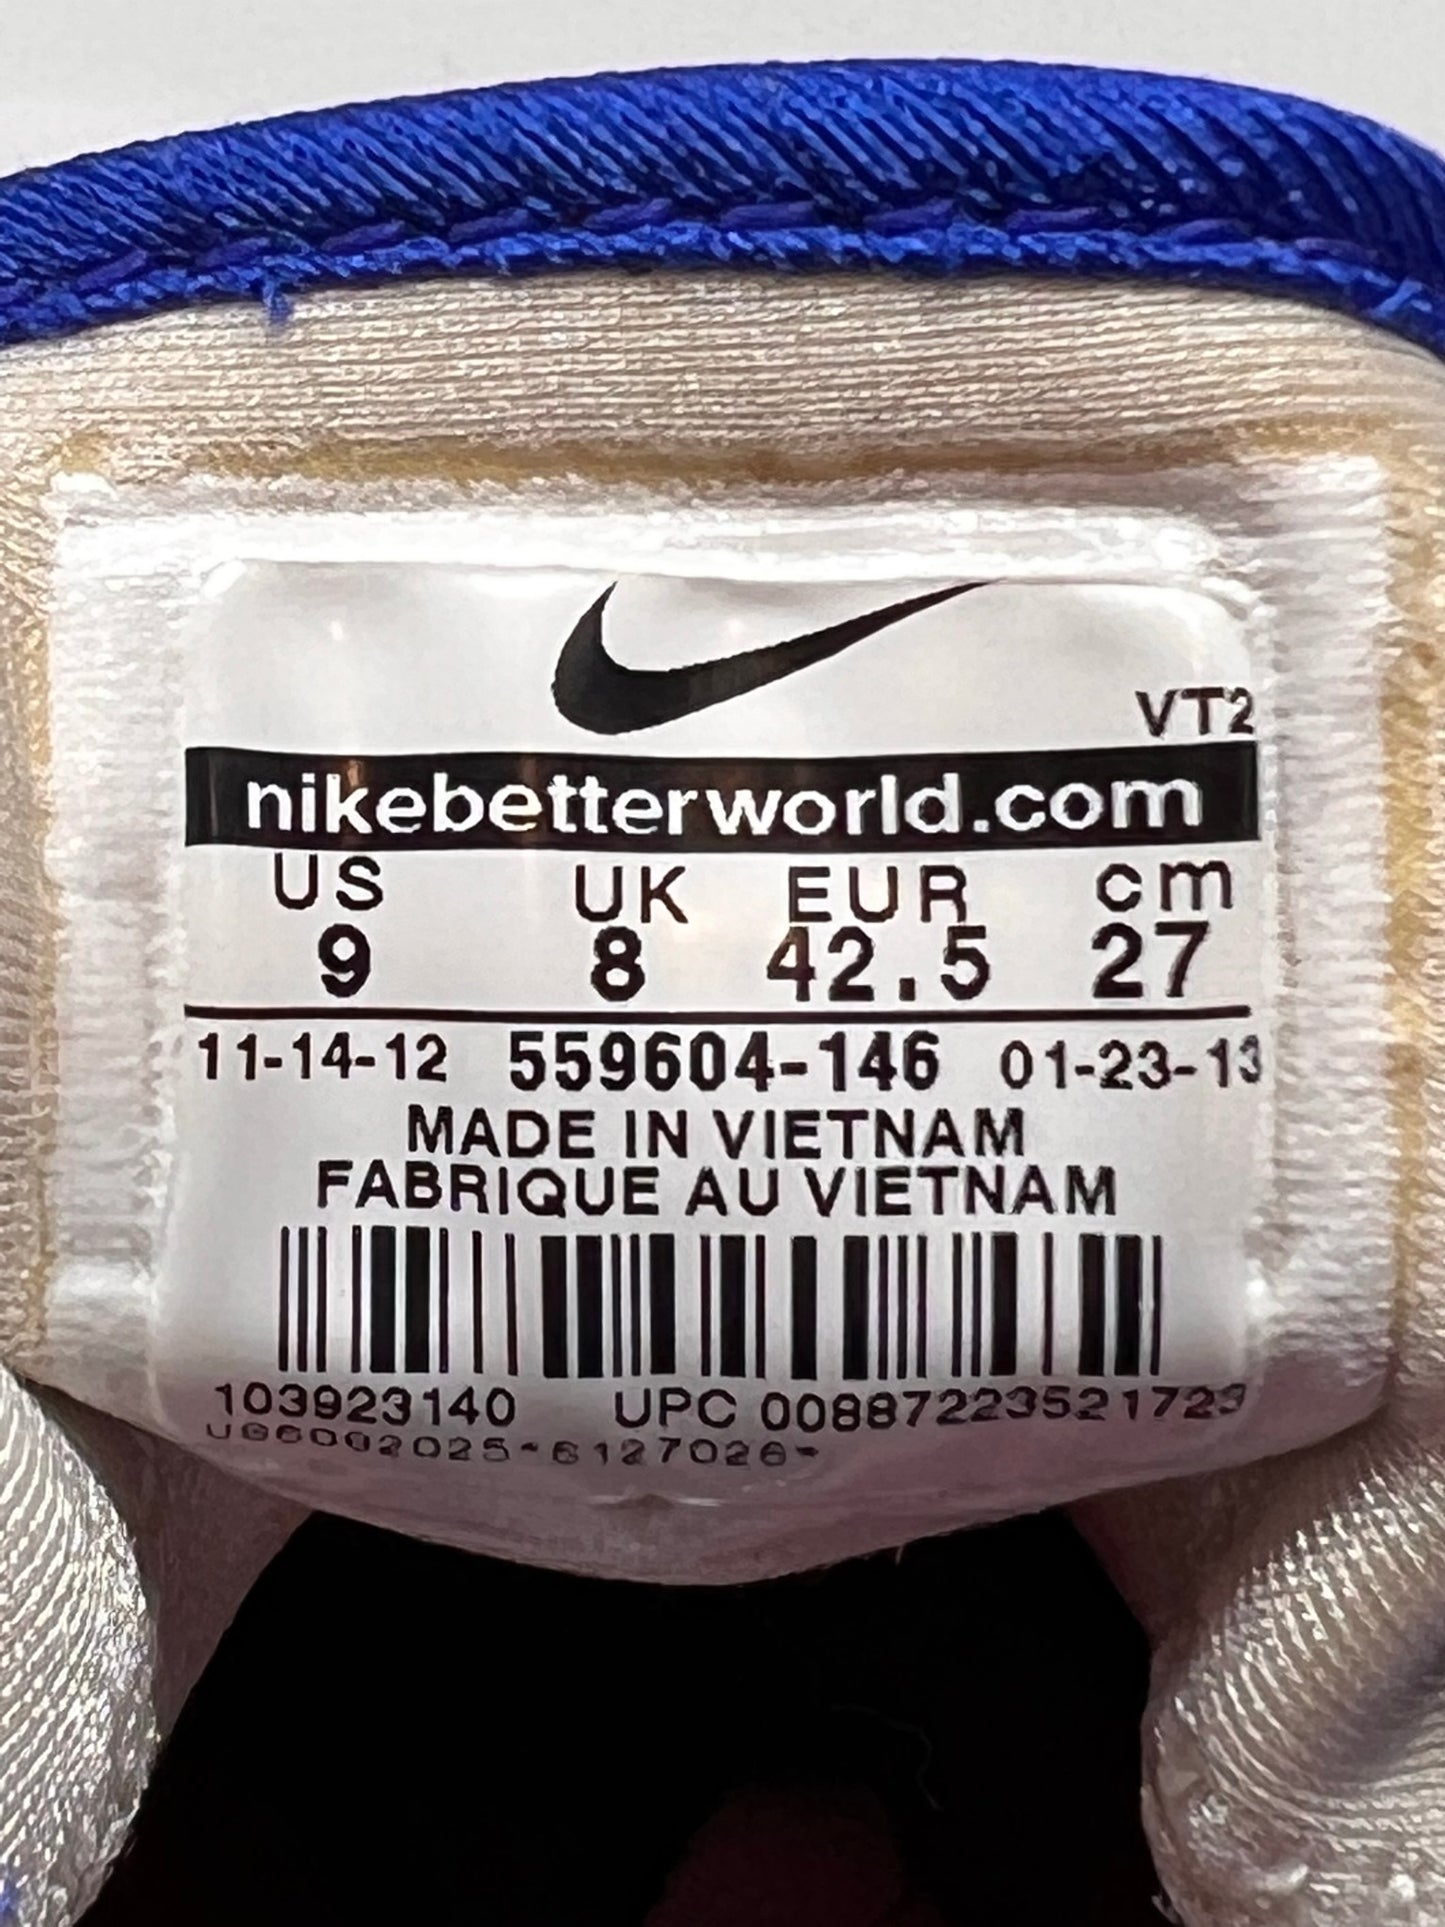 VT2
nikebetterworld.com
US UK EUR cm
9 8 42.5 27
11-14-12 559604-146 01-23-13
MADE IN VIETNAM
FABRIQUE AU VIETNAM
103923140 UPC 00887223521723